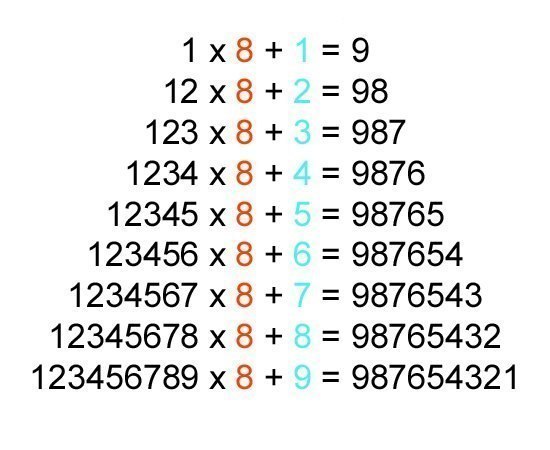 1 x 8 + 1 = 9
12 x 8 + 2 = 98
123 x 8 + 3 = 987
1234 x 8 + 4 = 9876
12345 x 8 + 5 = 98765
123456 x 8 + 6 = 987654
1234567 x 8 + 7 = 9876543
12345678 x 8 + 8 = 98765432
123456789 x 8 + 9 = 987654321